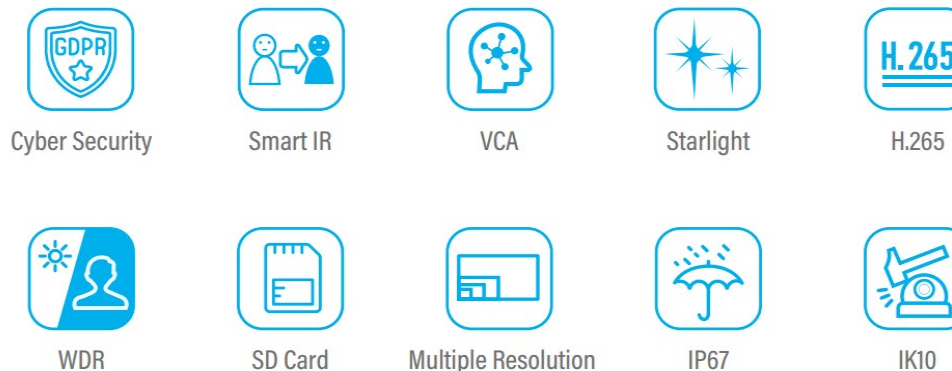 GDPR
H.265
Cyber Security
Smart IR
VCA
Starlight
H.265
WDR
SD Card
Multiple Resolution
IP67
IK10